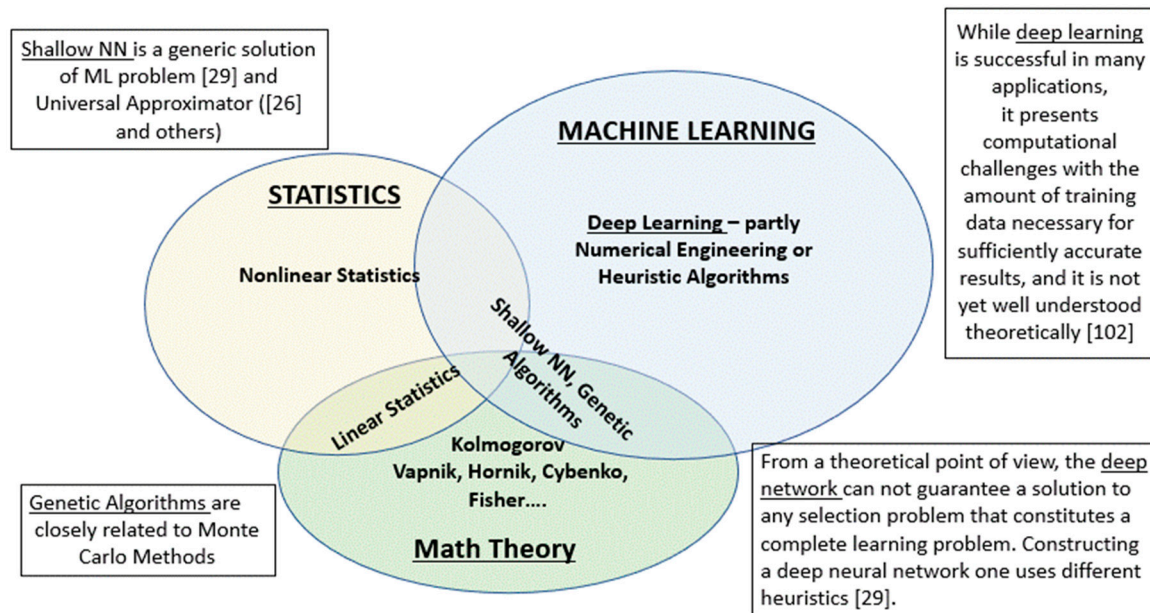 Shallow NN is a generic solution
of ML problem [29] and
Universal Approximator ([26]
and others)
MACHINE LEARNING
Deep Learning – partly
Numerical Engineering or
Heuristic Algorithms
While deep learning
is successful in many
applications,
it presents
computational
challenges with the
amount of training
data necessary for
sufficiently accurate
results, and it is not
yet well understood
theoretically [102]
STATISTICS
Nonlinear Statistics
Shallow NN, Genetic
Algorithms
Linear Statistics
Kolmogorov
Vapnik, Hornik, Cybenko,
Fisher....
Math Theory
Genetic Algorithms are
closely related to Monte
Carlo Methods
From a theoretical point of view, the deep
network can not guarantee a solution to
any selection problem that constitutes a
complete learning problem. Constructing
a deep neural network one uses different
heuristics [29].